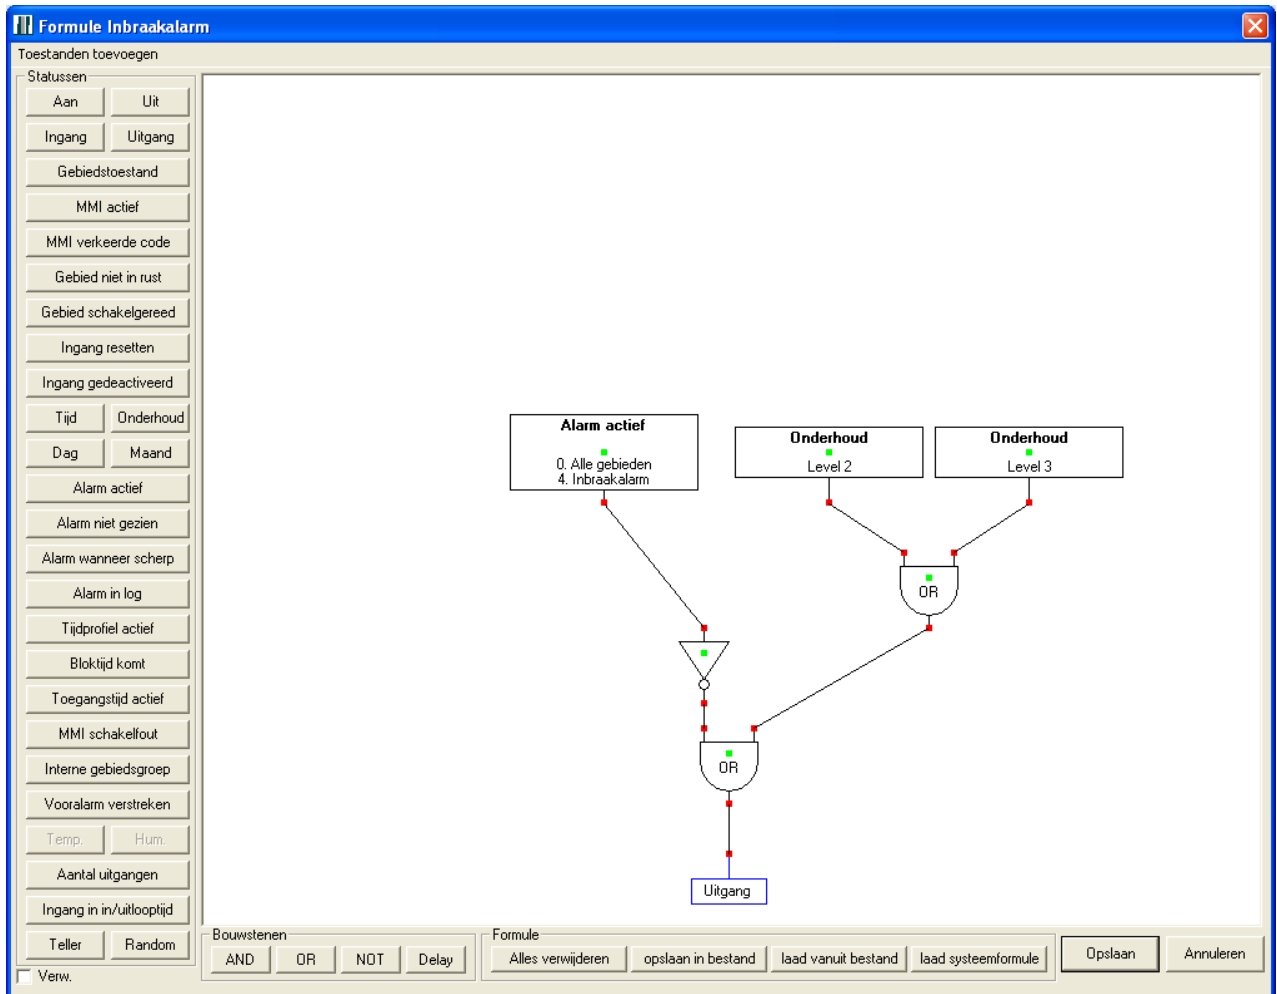 Formule Inbraakalarm
Toestanden toevoegen
Statussen
Aan
Uit
Ingang
Uitgang
Gebiedstoestand
MMI actief
MMI verkeerde code
Gebied niet in rust
Gebied schakelgereed
Ingang resetten
Ingang gedeactiveerd
Tijd
Onderhoud
Dag
Maand
Alarm actief
Alarm niet gezien
Alarm wanneer scherp
Alarm in log
Tijdprofiel actief
Bloktijd komt
Toegangstijd actief
MMI schakelfout
Interne gebiedsgroep
Vooralarm verstreken
Temp.
Hum.
Aantal uitgangen
Ingang in in/uitlooptijd
Teller
Random
Verw.
Alarm actief
0. Alle gebieden
4. Inbraakalarm
Onderhoud
Level 2
Onderhoud
Level 3
OR
OR
Uitgang
Bouwstenen
AND
OR
NOT
Delay
Formule
Alles verwijderen
opslaan in bestand
laad vanuit bestand
laad systeemformule
Opslaan
Annuleren